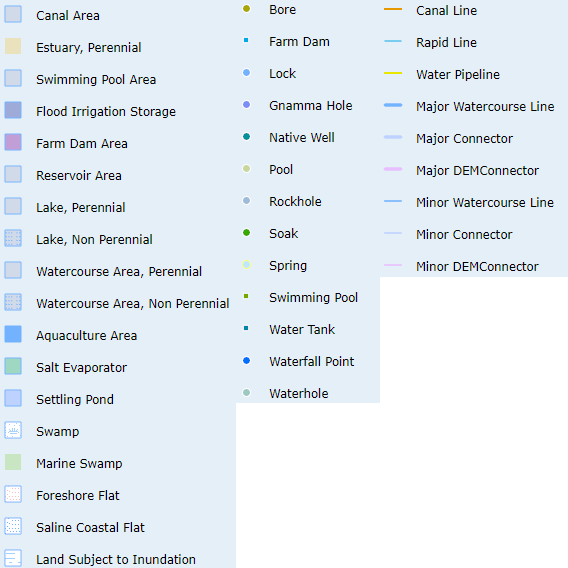 Canal Area
Estuary, Perennial
Swimming Pool Area
Flood Irrigation Storage
Farm Dam Area
Reservoir Area
Lake, Perennial
Lake, Non Perennial
Watercourse Area, Perennial
Watercourse Area, Non Perennial
Aquaculture Area
Salt Evaporator
Settling Pond
Swamp
Marine Swamp
Foreshore Flat
Saline Coastal Flat
Land Subject to Inundation
Bore
Farm Dam
Lock
Gnamma Hole
Native Well
Pool
Rockhole
Soak
Spring
Swimming Pool
Water Tank
Waterfall Point
Waterhole
Canal Line
Rapid Line
Water Pipeline
Major Watercourse Line
Major Connector
Major DEMConnector
Minor Watercourse Line
Minor Connector
Minor DEMConnector